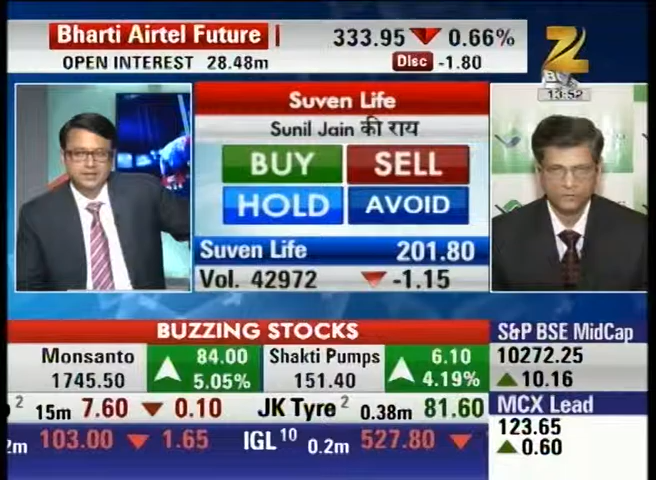 Bharti Airtel Future 333.95 0.66%
OPEN INTEREST 28.48m Disc -1.80
13:52
Suven Life
Sunil Jain की राय
BUY SELL
HOLD AVOID
Suven Life 201.80
Vol. 42972 -1.15
BUZZING STOCKS
Monsanto 84.00 Shakti Pumps 6.10
1745.50 5.05% 151.40 4.19%
S&P BSE MidCap
10272.25
10.16
MCX Lead
123.65
0.60
2 15m 7.60 0.10 JK Tyre 2 0.38m 81.60
2m 103.00 1.65 IGL 10 0.2m 527.80